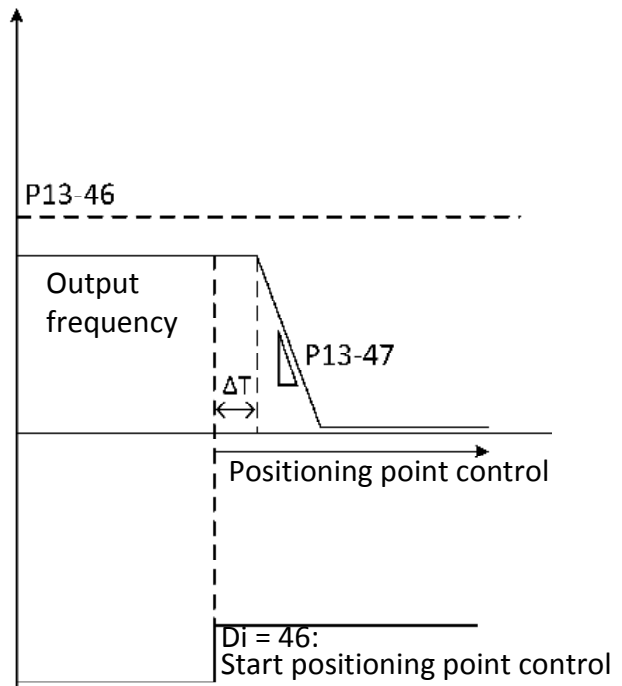 P13-46
Output
frequency
P13-47
ΔT
Positioning point control
Di = 46:
Start positioning point control